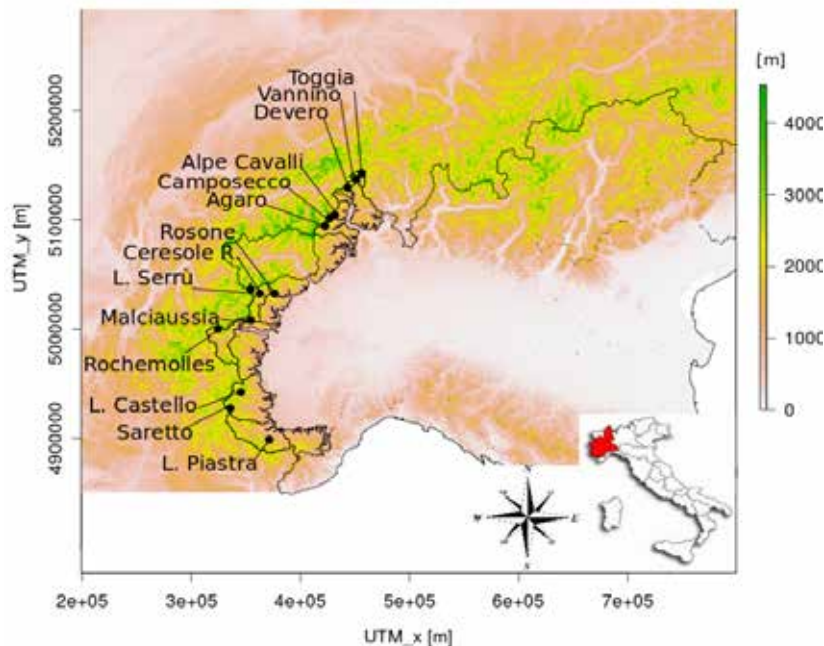 [m]
Toggia
Vannino
Devero
Alpe Cavalli
Camposecco
Agaro
Rosone
Ceresole R.
L. Serrù
Malciaussia
Rochemolles
L. Castello
Saretto
L. Piastra
4000
3000
2000
1000
0
UTM_y [m]
5200000
5100000
5000000
4900000
N
W
E
S
2e+05
3e+05
4e+05
5e+05
6e+05
7e+05
UTM_x [m]